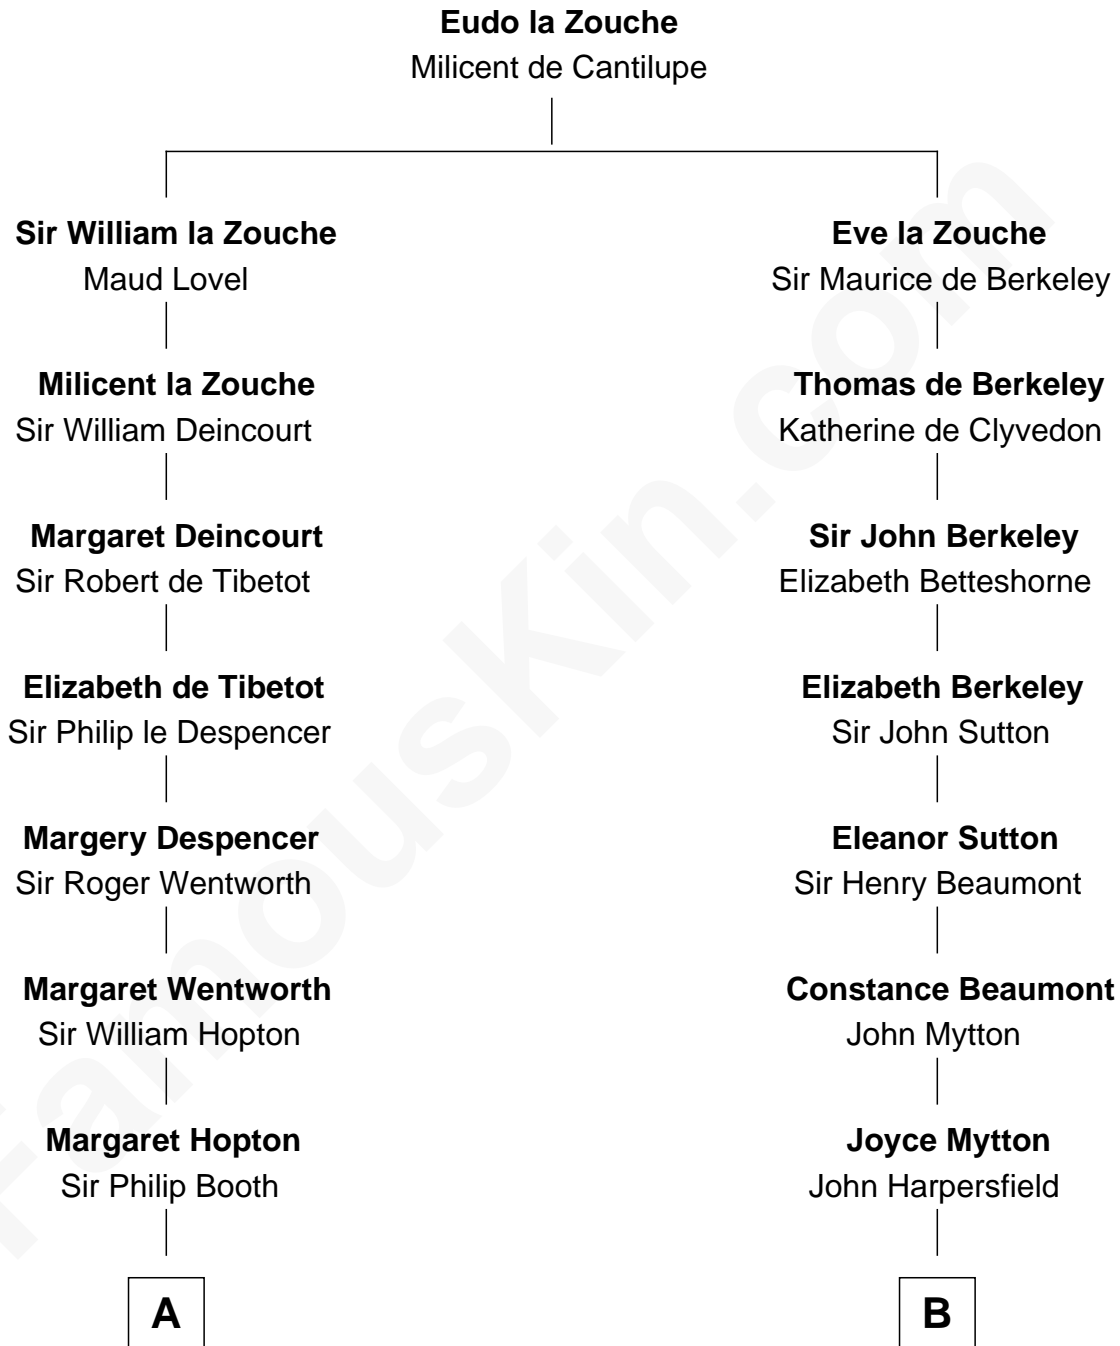 Eudo la Zouche
Milicent de Cantilupe
Sir William la Zouche
Maud Lovel
Milicent la Zouche
Sir William Deincourt
Margaret Deincourt
Sir Robert de Tibetot
Elizabeth de Tibetot
Sir Philip le Despencer
Margery Despencer
Sir Roger Wentworth
Margaret Wentworth
Sir William Hopton
Margaret Hopton
Sir Philip Booth
A
Eve la Zouche
Sir Maurice de Berkeley
Thomas de Berkeley
Katherine de Clyvedon
Sir John Berkeley
Elizabeth Betteshorne
Elizabeth Berkeley
Sir John Sutton
Eleanor Sutton
Sir Henry Beaumont
Constance Beaumont
John Mytton
Joyce Mytton
John Harpersfield
B
FamousKin.com